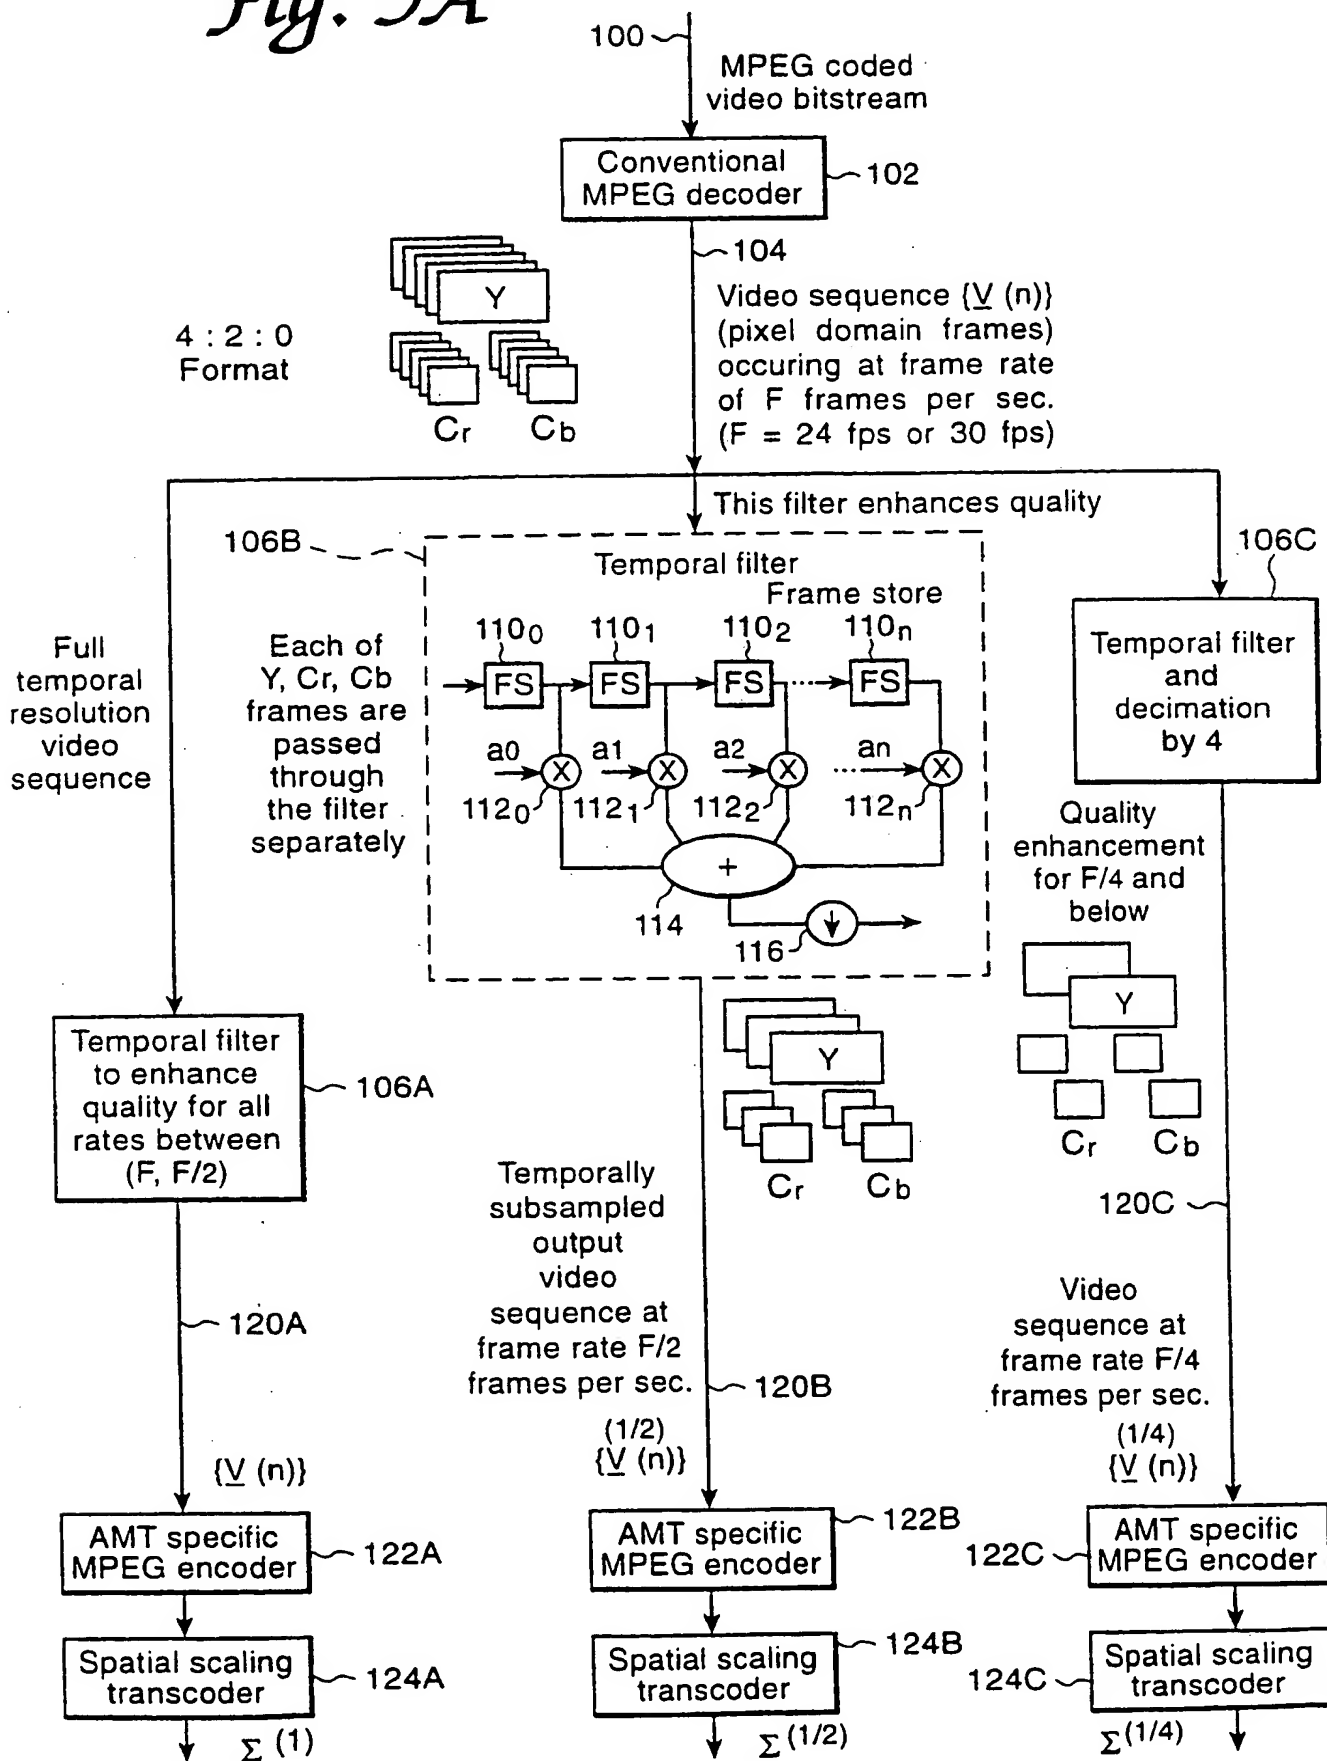 Fig. 5A
100
MPEG coded
video bitstream
Conventional
MPEG decoder
102
104
4 : 2 : 0
Format
Y
Cr
Cb
Video sequence {V (n)}
(pixel domain frames)
occuring at frame rate
of F frames per sec.
(F = 24 fps or 30 fps)
This filter enhances quality
106B
106C
Temporal filter
Frame store
Full
temporal
resolution
video
sequence
Each of
Y, Cr, Cb
frames are
passed
through
the filter
separately
110₀
110₁
110₂
110n
FS
FS
FS
FS
a0
a1
a2
an
X
X
X
X
112₀
112₁
112₂
112n
+
114
116
Temporal filter
and
decimation
by 4
Quality
enhancement
for F/4 and
below
Y
Cr
Cb
Temporal filter
to enhance
quality for all
rates between
(F, F/2)
106A
Y
Cr
Cb
120C
120A
Temporally
subsampled
output
video
sequence at
frame rate F/2
frames per sec.
120B
Video
sequence at
frame rate F/4
frames per sec.
{V (n)}
(1/2)
{V (n)}
(1/4)
{V (n)}
AMT specific
MPEG encoder
122A
AMT specific
MPEG encoder
122B
122C
AMT specific
MPEG encoder
Spatial scaling
transcoder
124A
Spatial scaling
transcoder
124B
124C
Spatial scaling
transcoder
Σ (1)
Σ (1/2)
Σ (1/4)